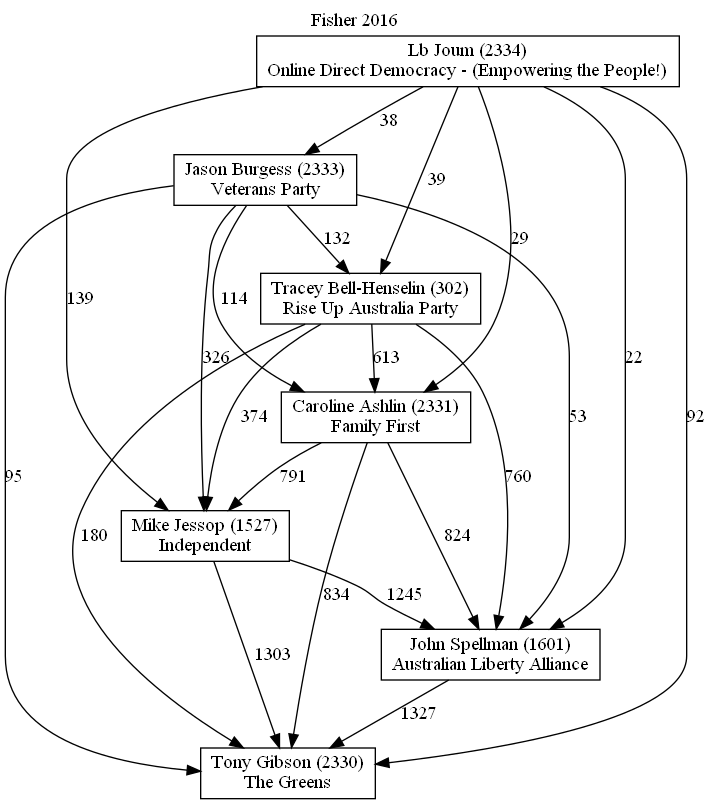 Fisher 2016
Lb Joum (2334)
Online Direct Democracy - (Empowering the People!)
38
Jason Burgess (2333)
Veterans Party
39
132
29
139
Tracey Bell-Henselin (302)
Rise Up Australia Party
114
326
613
22
374
Caroline Ashlin (2331)
Family First
53
92
95
791
760
180
Mike Jessop (1527)
Independent
824
834
1245
1303
John Spellman (1601)
Australian Liberty Alliance
1327
Tony Gibson (2330)
The Greens